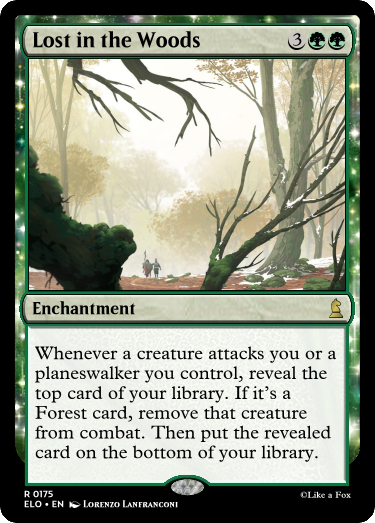 Lost in the Woods 3
Enchantment
Whenever a creature attacks you or a
planeswalker you control, reveal the
top card of your library. If it's a
Forest card, remove that creature
from combat. Then put the revealed
card on the bottom of your library.
R 0175
ELO • EN Lorenzo Lanfranconi
©Like a Fox